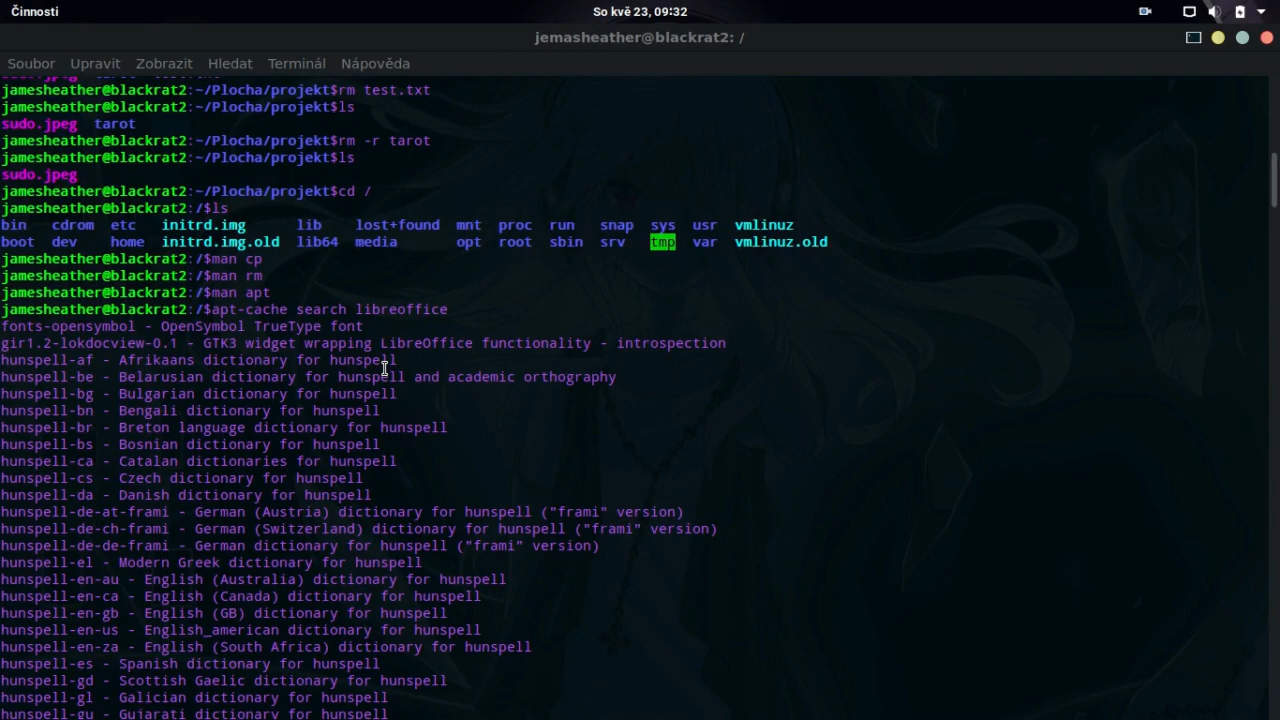 Činnosti
So kvě 23, 09:32
jemasheather@blackrat2: /
Soubor Upravit Zobrazit Hledat Terminál Nápověda
jamesheather@blackrat2:~/Plocha/projekt$rm test.txt
jamesheather@blackrat2:~/Plocha/projekt$ls
sudo.jpeg tarot
jamesheather@blackrat2:~/Plocha/projekt$rm -r tarot
jamesheather@blackrat2:~/Plocha/projekt$ls
sudo.jpeg
jamesheather@blackrat2:~/Plocha/projekt$cd /
jamesheather@blackrat2:/$ls
bin cdrom etc initrd.img lib lost+found mnt proc run snap sys usr vmlinuz
boot dev home initrd.img.old lib64 media opt root sbin srv tmp var vmlinuz.old
jamesheather@blackrat2:/$man cp
jamesheather@blackrat2:/$man rm
jamesheather@blackrat2:/$man apt
jamesheather@blackrat2:/$apt-cache search libreoffice
fonts-opensymbol - OpenSymbol TrueType font
gir1.2-lokdocview-0.1 - GTK3 widget wrapping LibreOffice functionality - introspection
hunspell-af - Afrikaans dictionary for hunspell
hunspell-be - Belarusian dictionary for hunspell and academic orthography
hunspell-bg - Bulgarian dictionary for hunspell
hunspell-bn - Bengali dictionary for hunspell
hunspell-br - Breton language dictionary for hunspell
hunspell-bs - Bosnian dictionary for hunspell
hunspell-ca - Catalan dictionaries for hunspell
hunspell-cs - Czech dictionary for hunspell
hunspell-da - Danish dictionary for hunspell
hunspell-de-at-frami - German (Austria) dictionary for hunspell ("frami" version)
hunspell-de-ch-frami - German (Switzerland) dictionary for hunspell ("frami" version)
hunspell-de-de-frami - German dictionary for hunspell ("frami" version)
hunspell-el - Modern Greek dictionary for hunspell
hunspell-en-au - English (Australia) dictionary for hunspell
hunspell-en-ca - English (Canada) dictionary for hunspell
hunspell-en-gb - English (GB) dictionary for hunspell
hunspell-en-us - English_american dictionary for hunspell
hunspell-en-za - English (South Africa) dictionary for hunspell
hunspell-es - Spanish dictionary for hunspell
hunspell-gd - Scottish Gaelic dictionary for hunspell
hunspell-gl - Galician dictionary for hunspell
hunspell-gu - Gujarati dictionary for hunspell